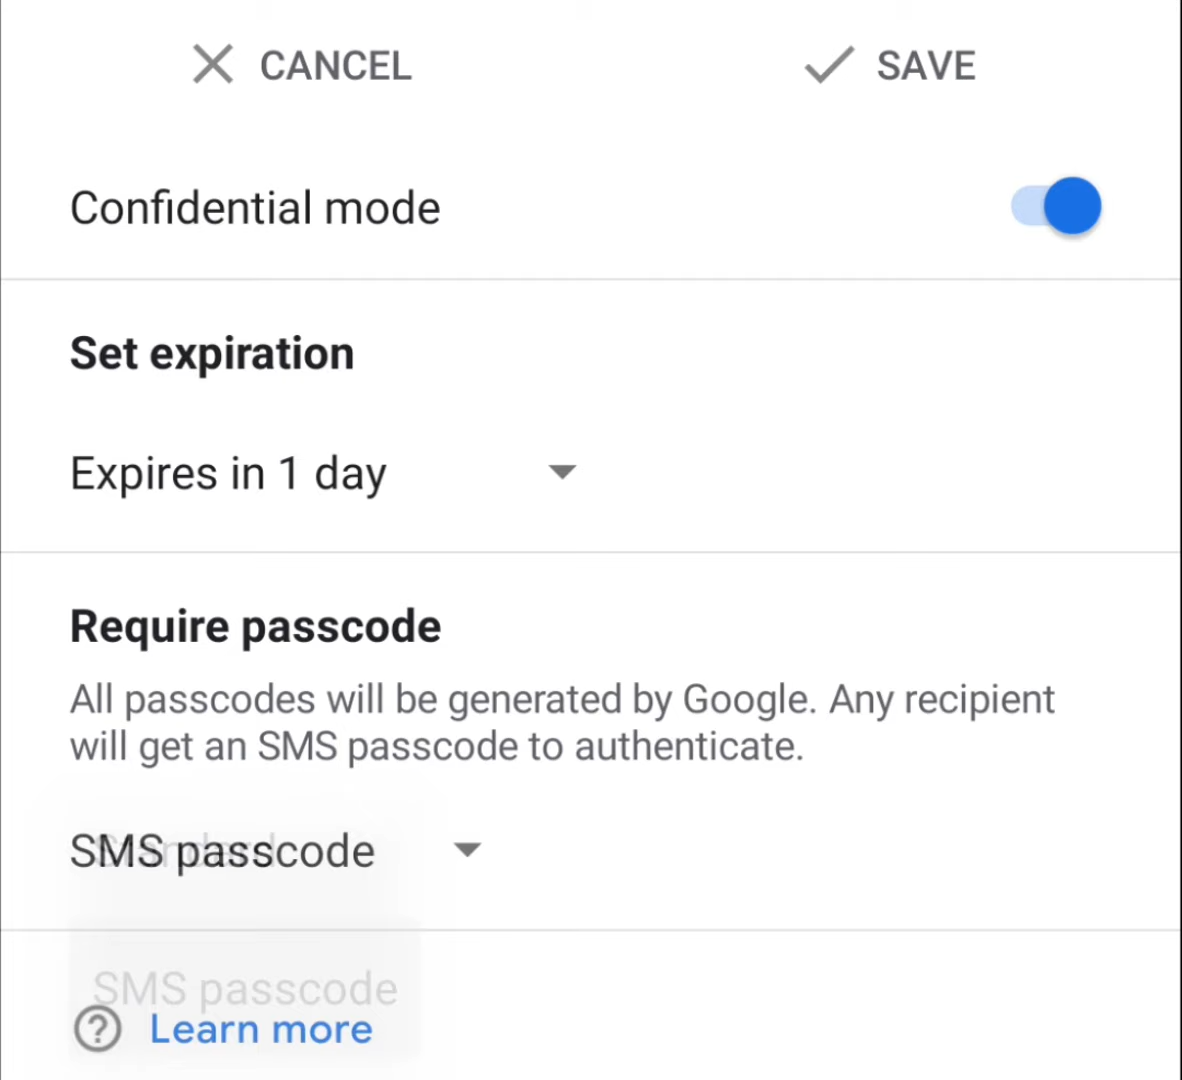 CANCEL
SAVE
Confidential mode
Set expiration
Expires in 1 day
Require passcode
All passcodes will be generated by Google. Any recipient
will get an SMS passcode to authenticate.
SMS passcode
Standard
SMS passcode
Learn more